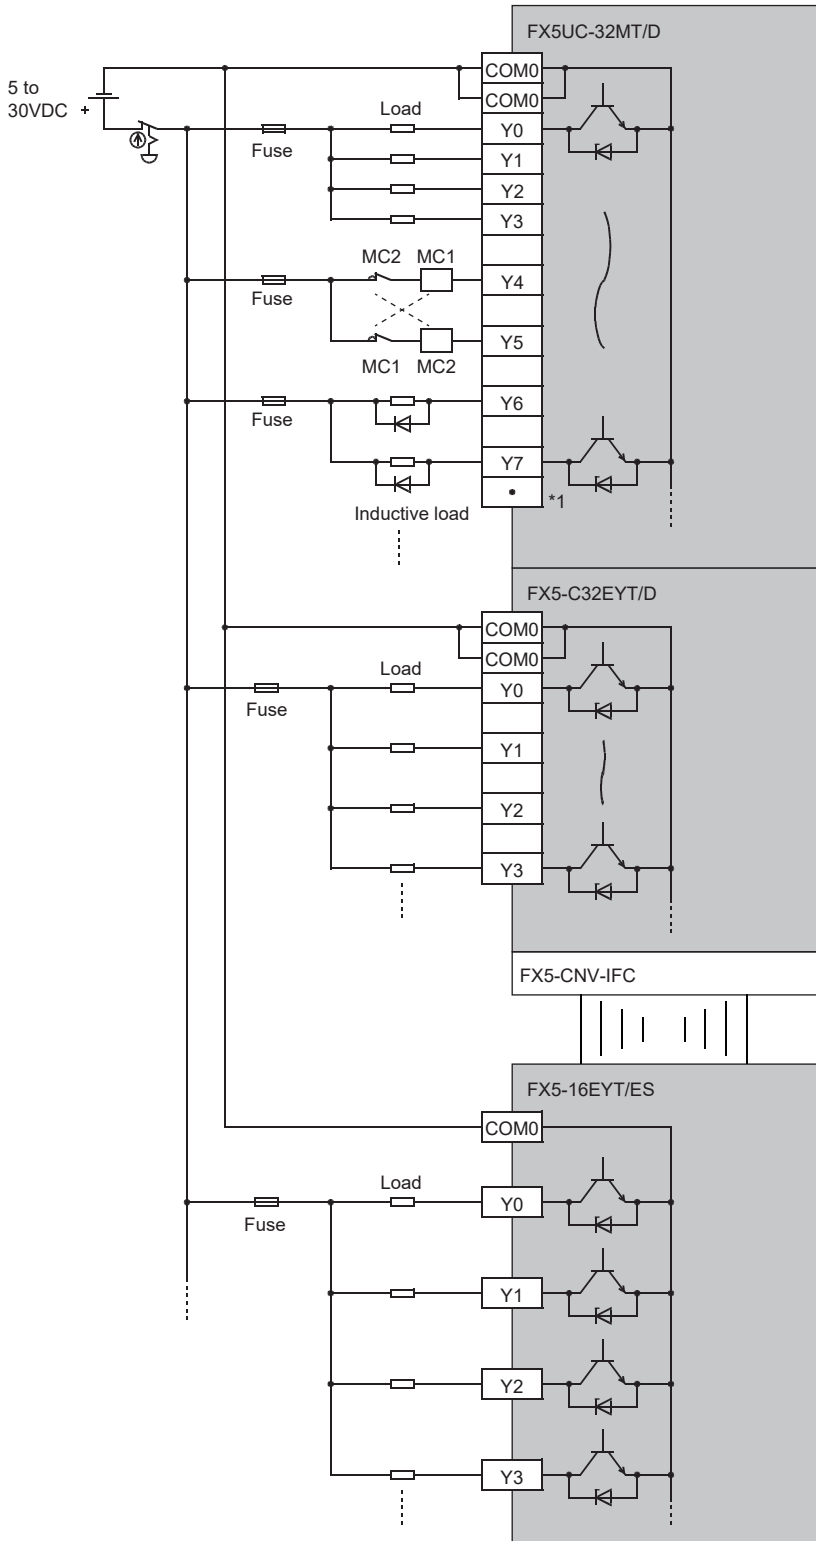 FX5UC-32MT/D
COM0
5 to
30VDC
+
COM0
Load
Y0
Fuse
Y1
Y2
Y3
MC2 MC1
Y4
Fuse
Y5
MC1 MC2
Y6
Fuse
Y7
*1
Inductive load
FX5-C32EYT/D
COM0
COM0
Load
Y0
Fuse
Y1
Y2
Y3
FX5-CNV-IFC
FX5-16EYT/ES
COM0
Load
Y0
Fuse
Y1
Y2
Y3